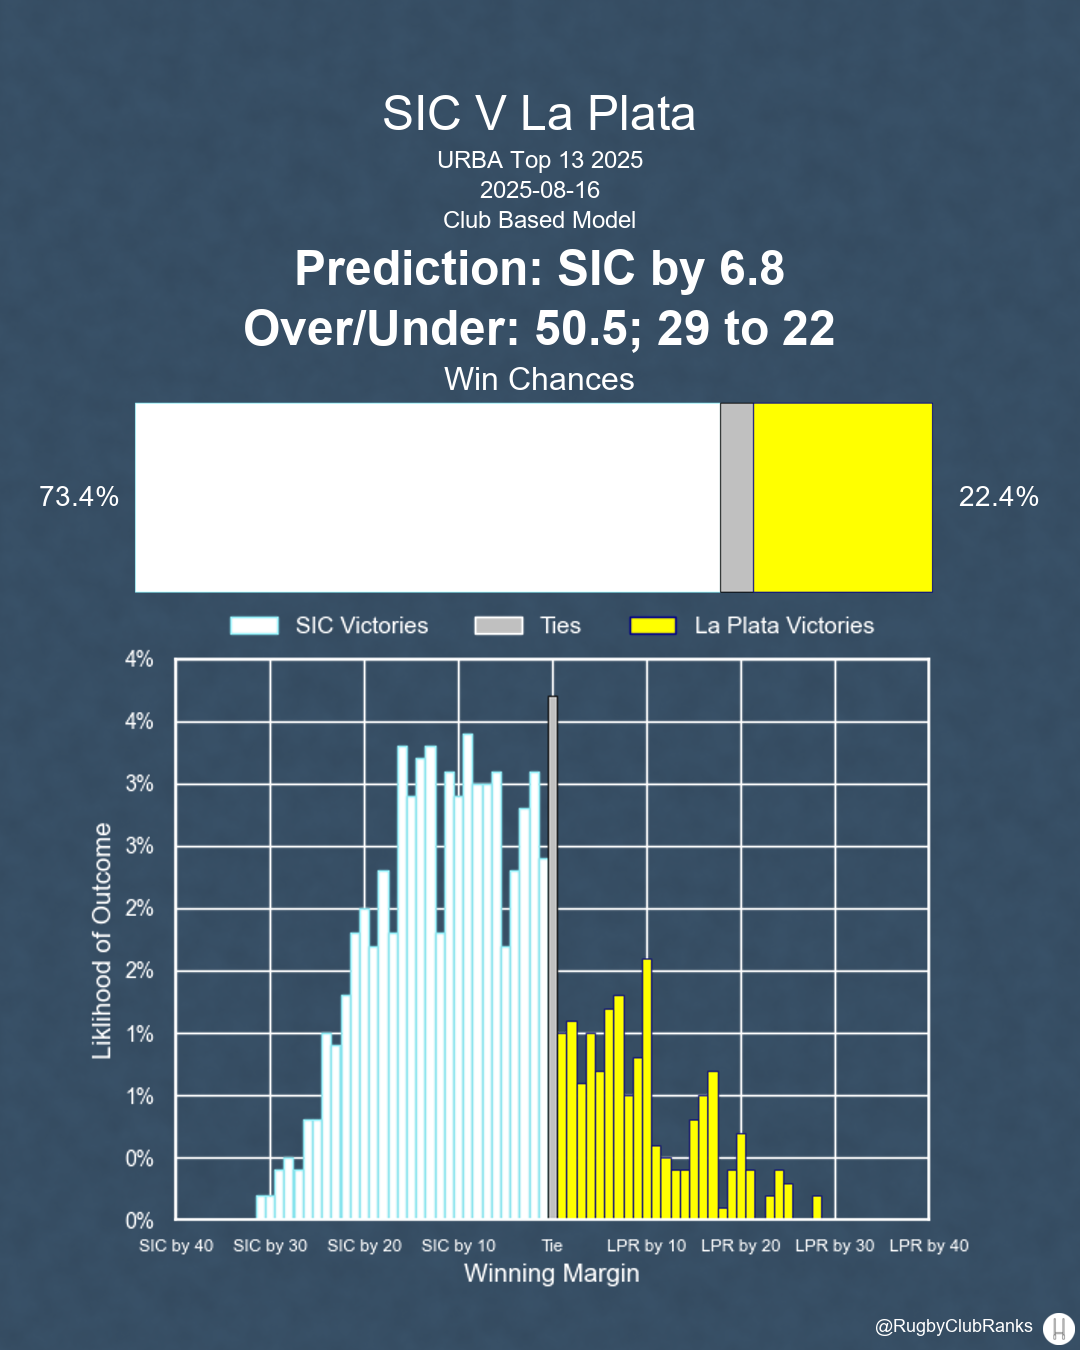 SIC V La Plata
URBA Top 13 2025
2025-08-16
Club Based Model
Prediction: SIC by 6.8
Over/Under: 50.5; 29 to 22
Win Chances
73.4%
22.4%
SIC Victories
Ties
La Plata Victories
4%
4%
3%
3%
2%
2%
1%
1%
0%
0%
Liklihood of Outcome
SIC by 40
SIC by 30
SIC by 20
SIC by 10
Tie
LPR by 10
LPR by 20
LPR by 30
LPR by 40
Winning Margin
@RugbyClubRanks